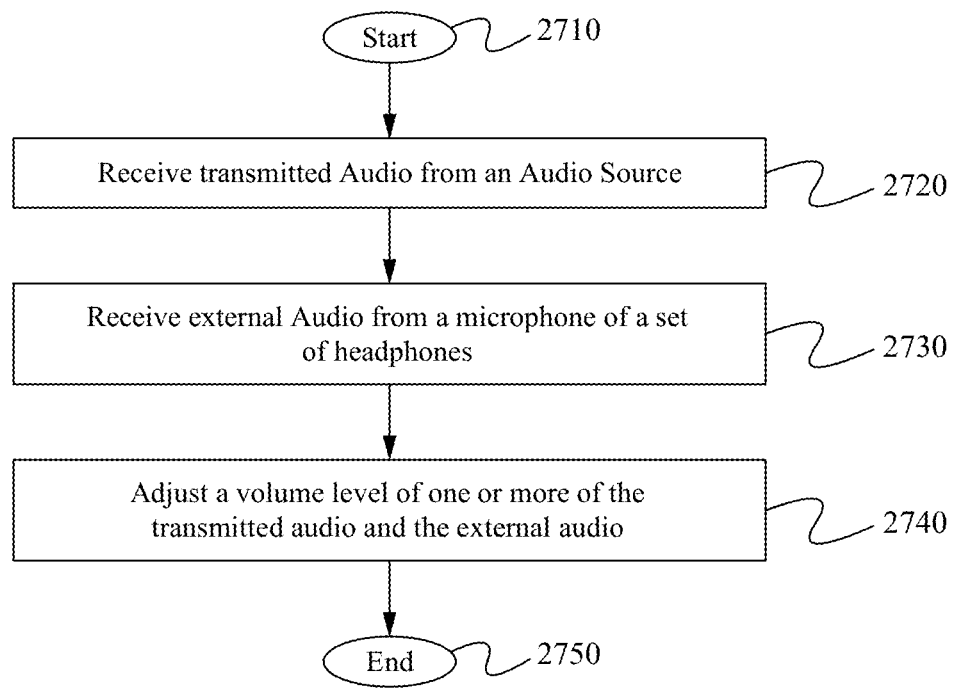 Start
2710
Receive transmitted Audio from an Audio Source
2720
Receive external Audio from a microphone of a set
of headphones
2730
Adjust a volume level of one or more of the
transmitted audio and the external audio
2740
End
2750